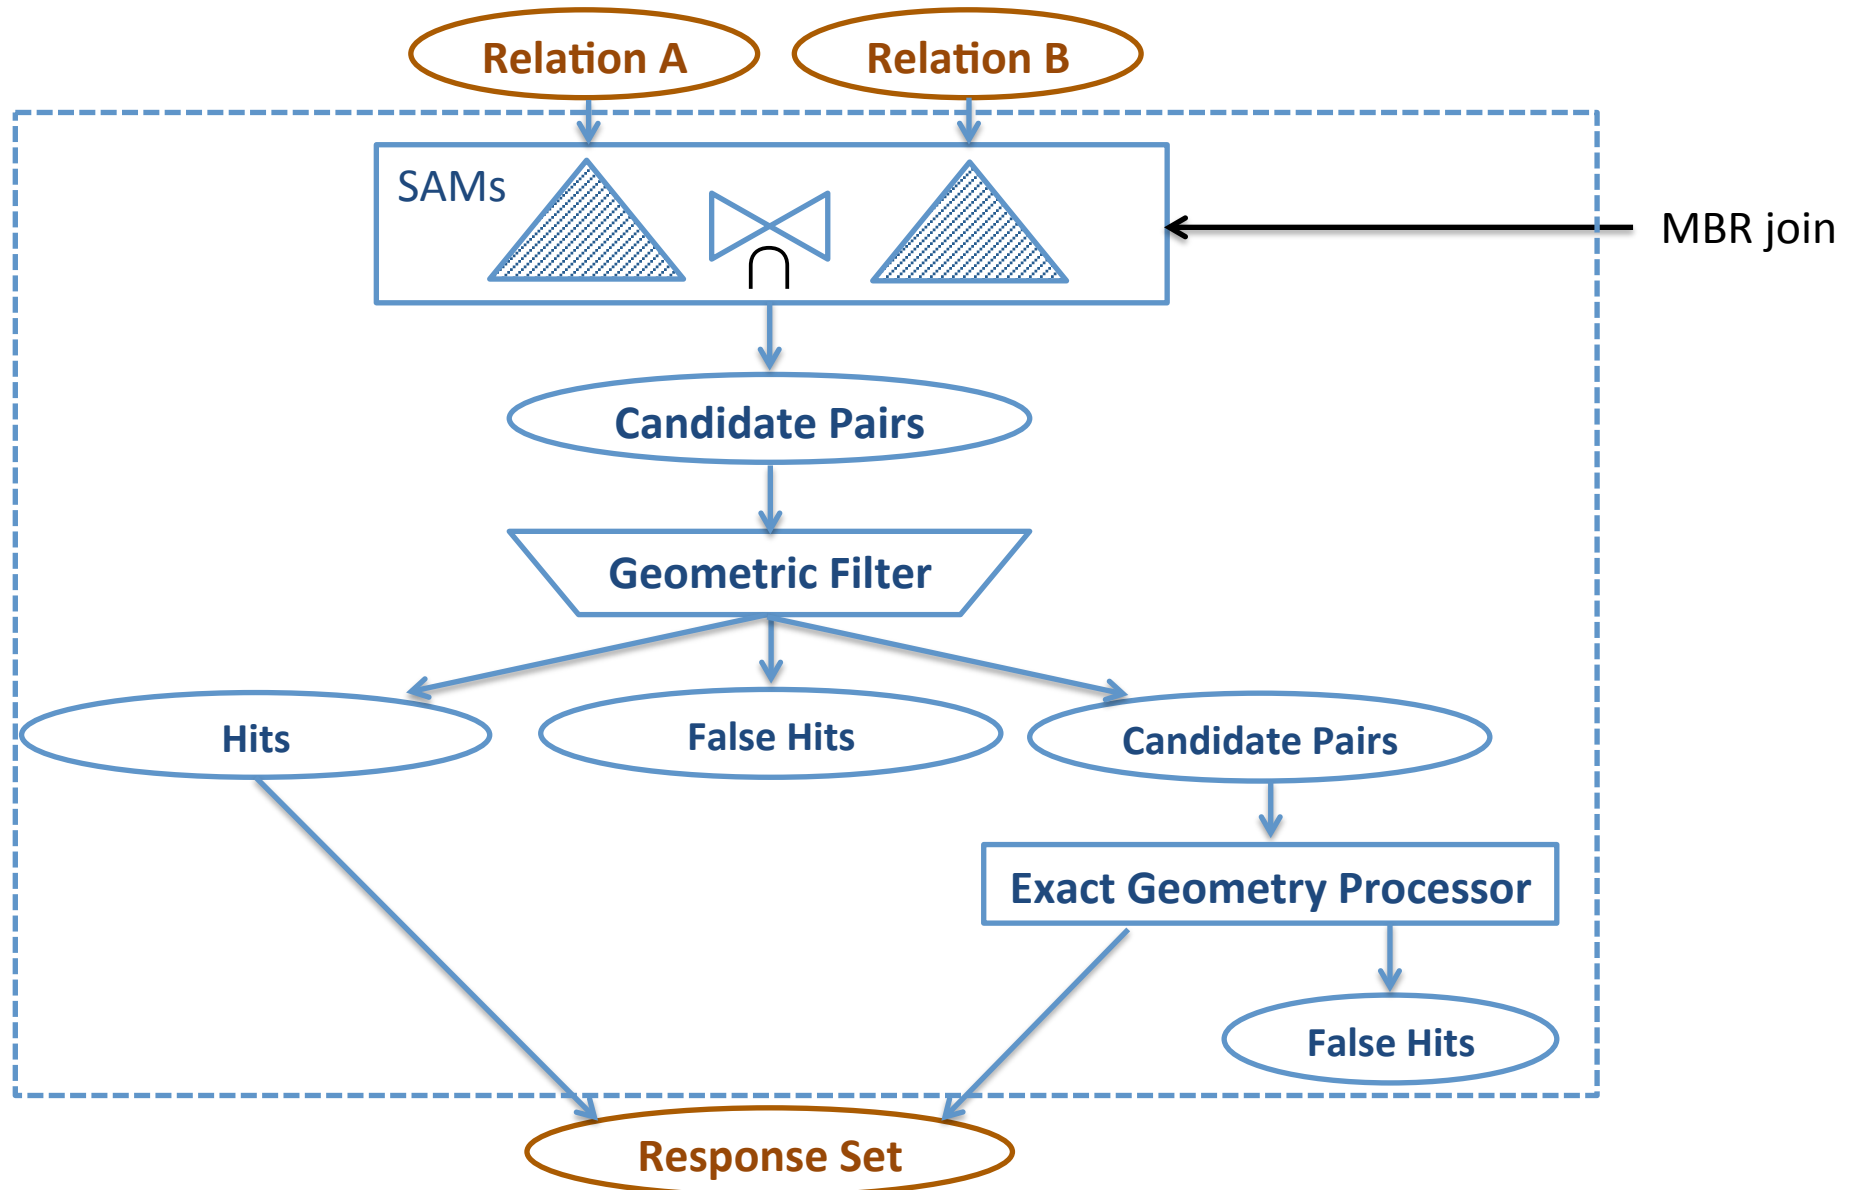 Relation A
Relation B
SAMs
MBR join
Candidate Pairs
Geometric Filter
Hits
False Hits
Candidate Pairs
Exact Geometry Processor
False Hits
Response Set